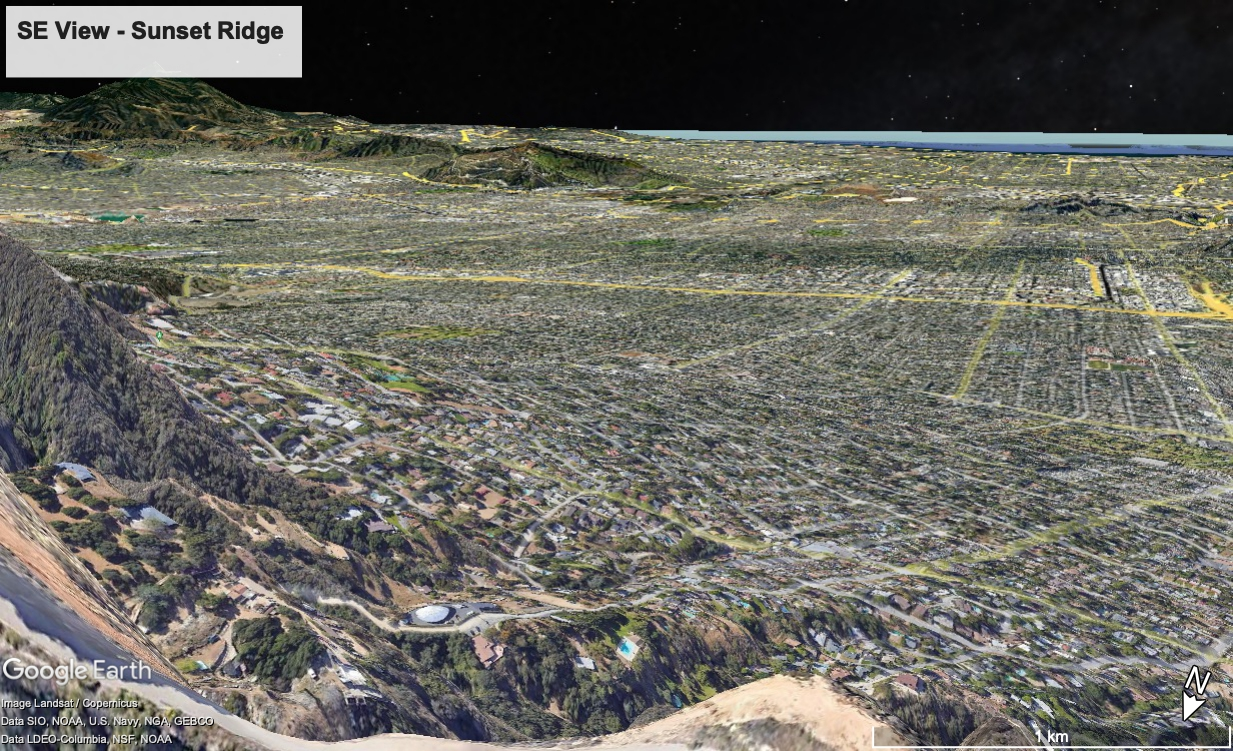 SE View - Sunset Ridge
Google Earth
Image Landsat / Copernicus
Data SIO, NOAA, U.S. Navy, NGA, GEBCO
Data LDEO-Columbia, NSF, NOAA
N
1 km